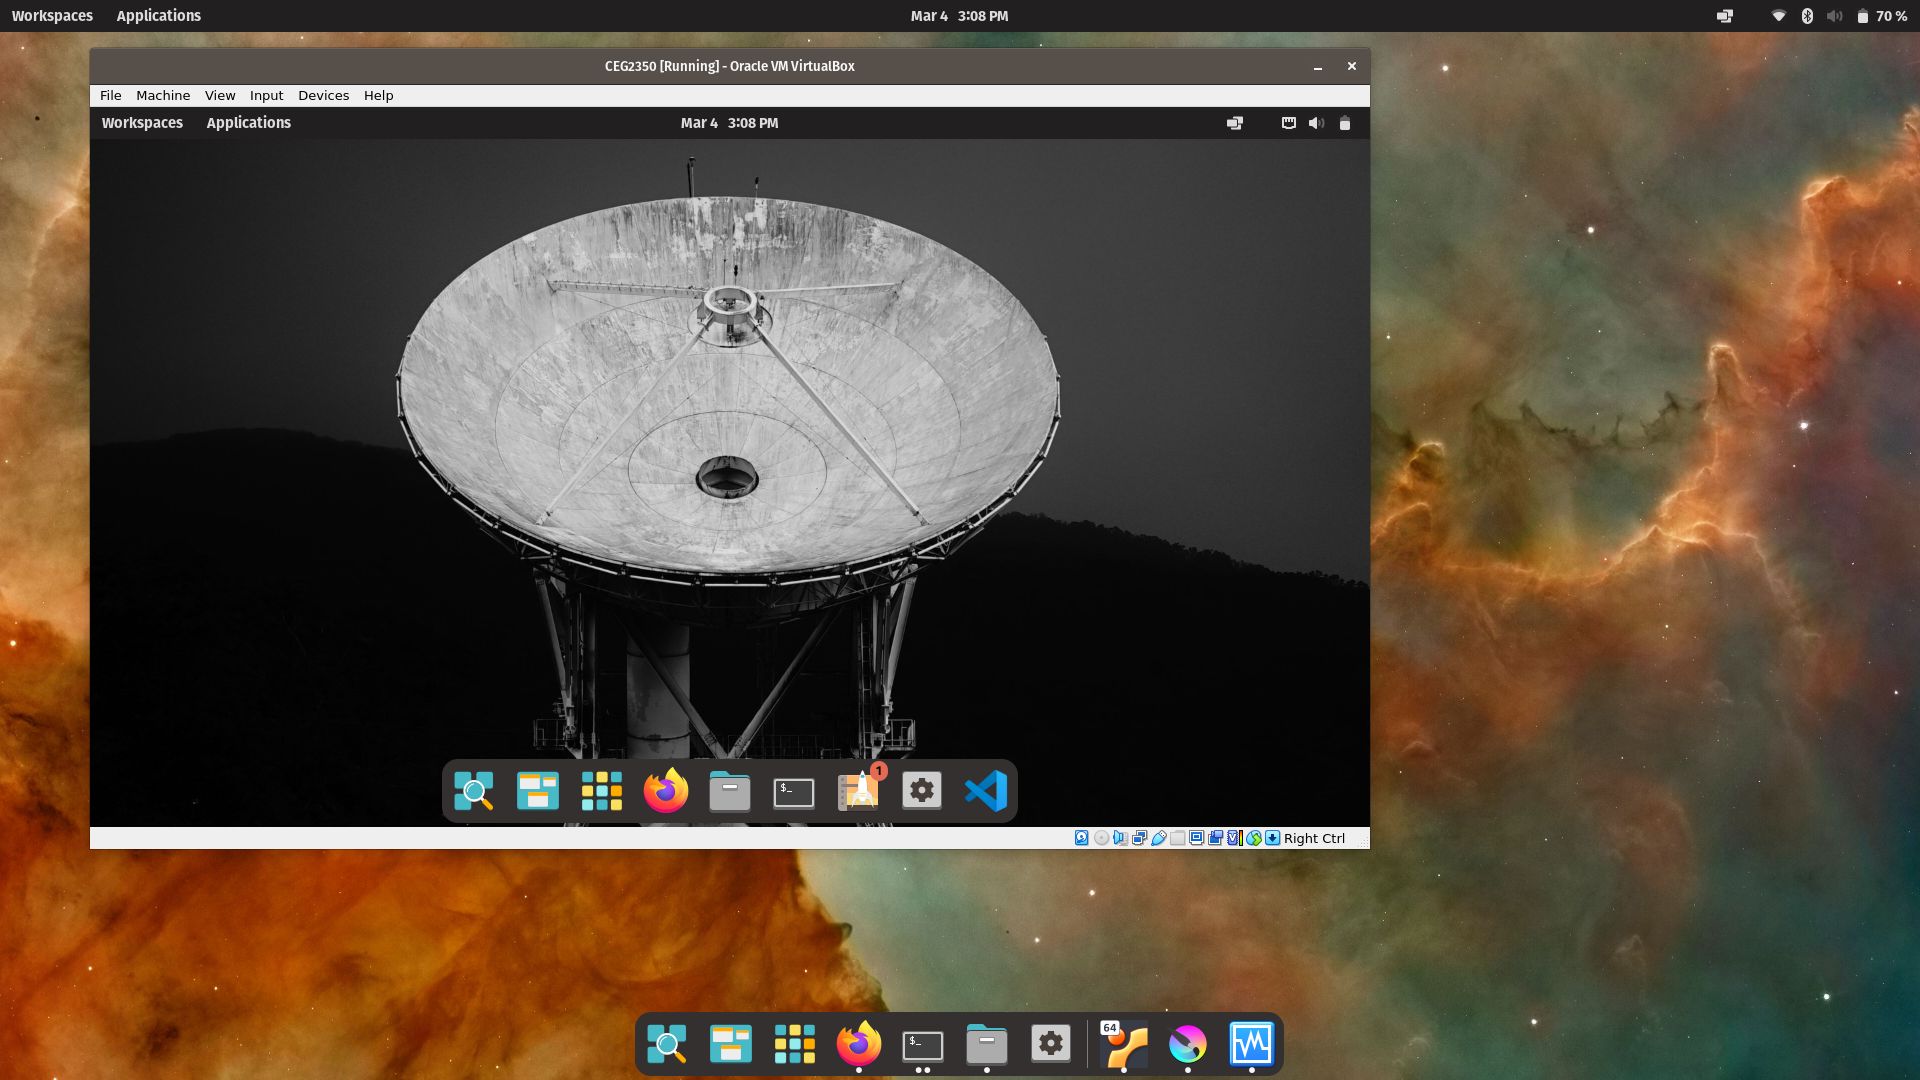 Workspaces Applications Mar 4 3:08 PM 70 %
CEG2350 [Running] - Oracle VM VirtualBox
File Machine View Input Devices Help
Workspaces Applications Mar 4 3:08 PM
$_
1
Right Ctrl
$_
64